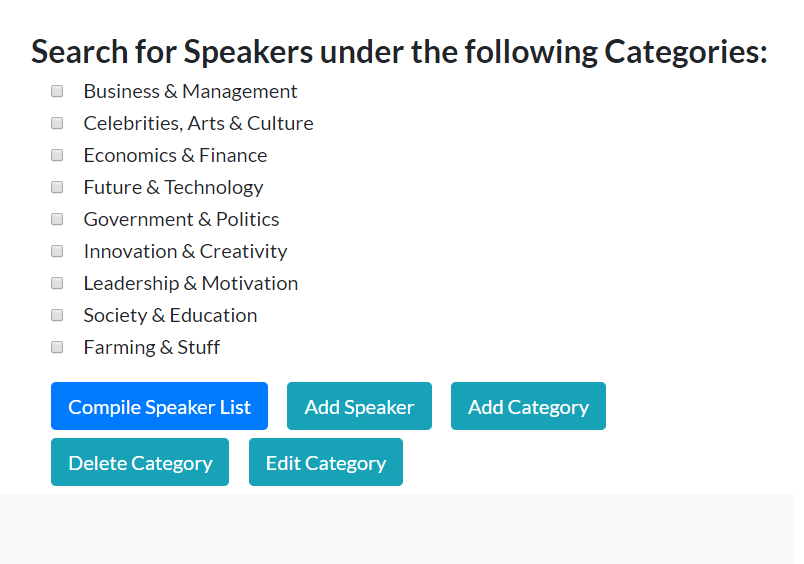 Search for Speakers under the following Categories:
Business & Management
Celebrities, Arts & Culture
Economics & Finance
Future & Technology
Government & Politics
Innovation & Creativity
Leadership & Motivation
Society & Education
Farming & Stuff
Compile Speaker List Add Speaker Add Category
Delete Category Edit Category